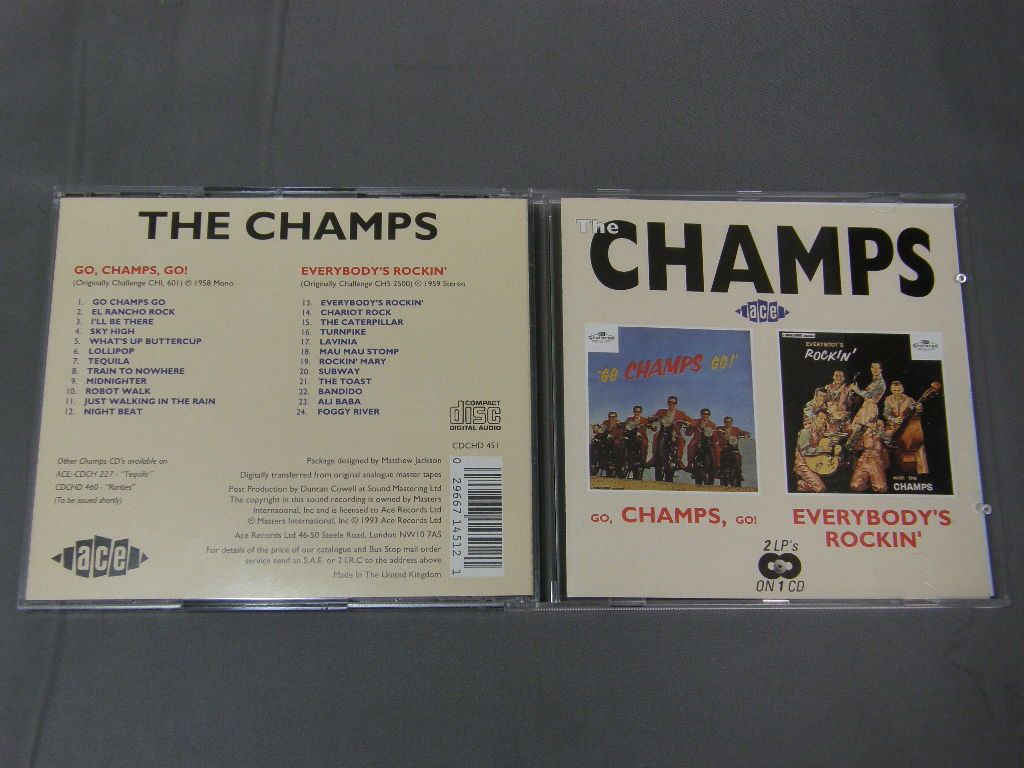 THE CHAMPS
GO, CHAMPS, GO!
(Originally Challenge CHL 601) ℗ 1958 Mono
1. GO CHAMPS GO
2. EL RANCHO ROCK
3. I'LL BE THERE
4. SKY HIGH
5. WHAT'S UP BUTTERCUP
6. LOLLIPOP
7. TEQUILA
8. TRAIN TO NOWHERE
9. MIDNIGHTER
10. ROBOT WALK
11. JUST WALKING IN THE RAIN
12. NIGHT BEAT
EVERYBODY'S ROCKIN'
(Originally Challenge CHS 2500) ℗ 1959 Stereo
13. EVERYBODY'S ROCKIN'
14. CHARIOT ROCK
15. THE CATERPILLAR
16. TURNPIKE
17. LAVINIA
18. MAU MAU STOMP
19. ROCKIN' MARY
20. SUBWAY
21. THE TOAST
22. BANDIDO
23. ALI BABA
24. FOGGY RIVER
COMPACT
disc
DIGITAL AUDIO
CDCHD 451
Other Champs CD's available on
ACE:-CDCH 227 - "Tequila"
CDCHD 460 - "Rarities"
(To be issued shortly)
ace
Package designed by Matthew Jackson
Digitally transferred from original analogue master tapes
Post Production by Duncan Cowell at Sound Mastering Ltd
The copyright in this sound recording is owned by Masters
International, Inc and is licensed to Ace Records Ltd
℗ Masters International, Inc © 1993 Ace Records Ltd
Ace Records Ltd 46-50 Steele Road, London NW10 7AS
For details of the price of our catalogue and Bus Stop mail order
service send an S.A.E. or 2 I.R.C to the address above
Made In The United Kingdom
0 29667 14512 1
The
CHAMPS
ace
Challenge
"GO CHAMPS GO!"
EVERYBODY'S
ROCKIN'
Challenge
with the
CHAMPS
GO, CHAMPS, GO!
EVERYBODY'S
ROCKIN'
2 LP's
ON 1 CD